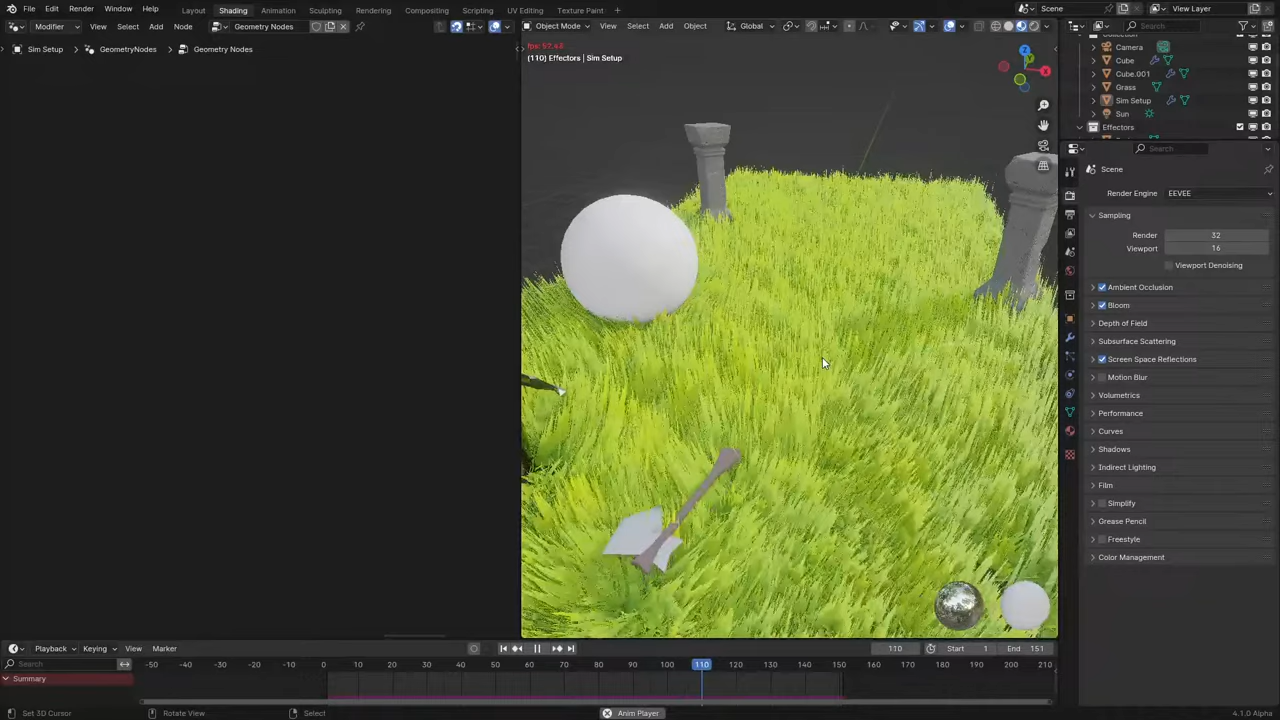 File Edit Render Window Help Layout Shading Animation Sculpting Rendering Compositing Scripting UV Editing Texture Paint + Scene View Layer
Modifier View Select Add Node Geometry Nodes Object Mode View Select Add Object Global Search
Sim Setup > GeometryNodes > Geometry Nodes
fps: 57.63
(110) Effectors | Sim Setup
Z
Y
X
Collection
Camera
Cube
Cube.001
Grass
Sim Setup
Sun
Effectors
Search
Scene
Render Engine EEVEE
Sampling
Render 32
Viewport 16
Viewport Denoising
Ambient Occlusion
Bloom
Depth of Field
Subsurface Scattering
Screen Space Reflections
Motion Blur
Volumetrics
Performance
Curves
Shadows
Indirect Lighting
Film
Simplify
Grease Pencil
Freestyle
Color Management
Playback Keying View Marker 110 Start 1 End 151
Search -50 -40 -30 -20 -10 0 10 20 30 40 50 60 70 80 90 100 110 120 130 140 150 160 170 180 190 200 210
Summary
Set 3D Cursor Rotate View Select Anim Player 4.1.0 Alpha